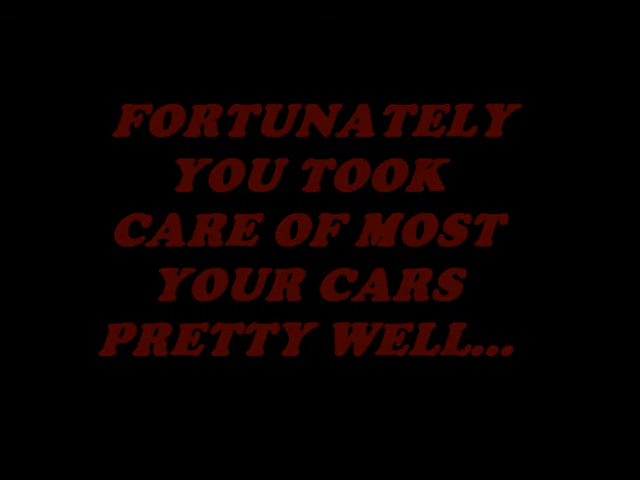 FORTUNATELY
YOU TOOK
CARE OF MOST
YOUR CARS
PRETTY WELL...